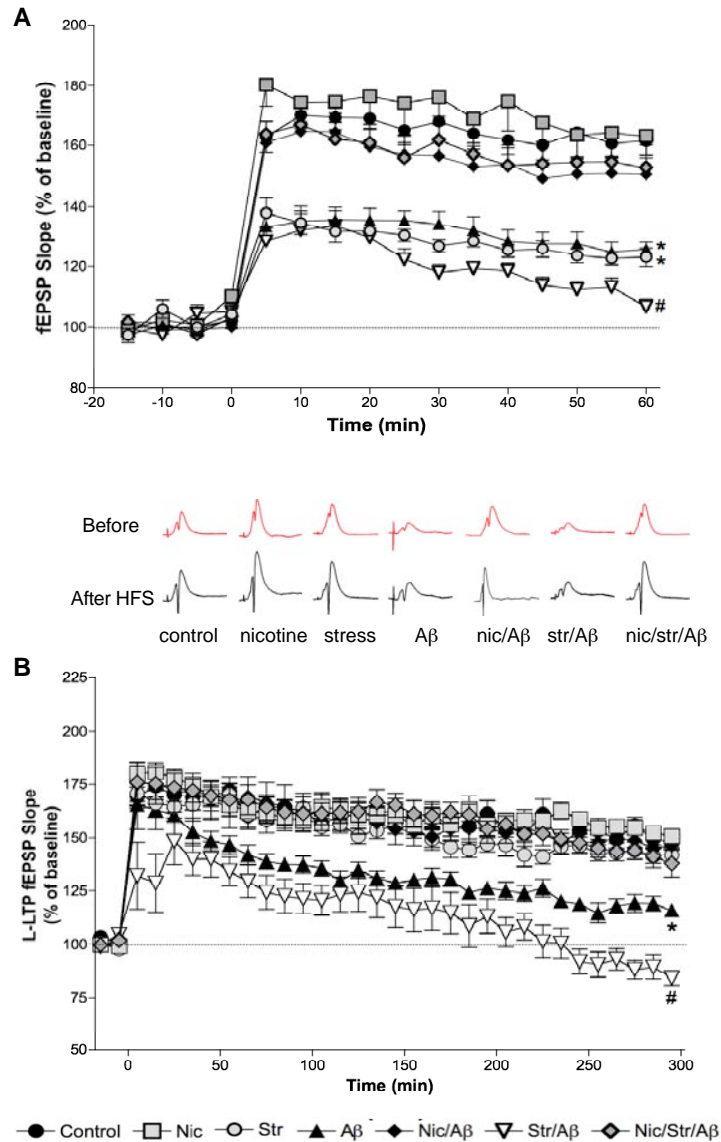 A
200
180
160
140
120
100
80
fEPSP Slope (% of baseline)
*
*
#
-20 -10 0 10 20 30 40 50 60
Time (min)
Before
After HFS
control nicotine stress Aβ nic/Aβ str/Aβ nic/str/Aβ
B
225
200
175
150
125
100
75
50
L-LTP fEPSP Slope
(% of baseline)
*
#
0 50 100 150 200 250 300
Time (min)
Control Nic Str Aβ Nic/Aβ Str/Aβ Nic/Str/Aβ